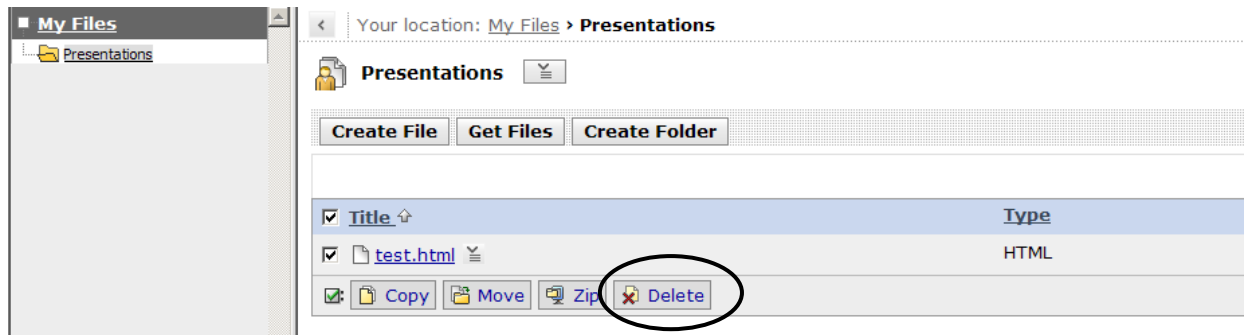 My Files
Presentations
Your location: My Files › Presentations
Presentations
Create File Get Files Create Folder
Title Type
test.html HTML
: Copy Move Zip Delete